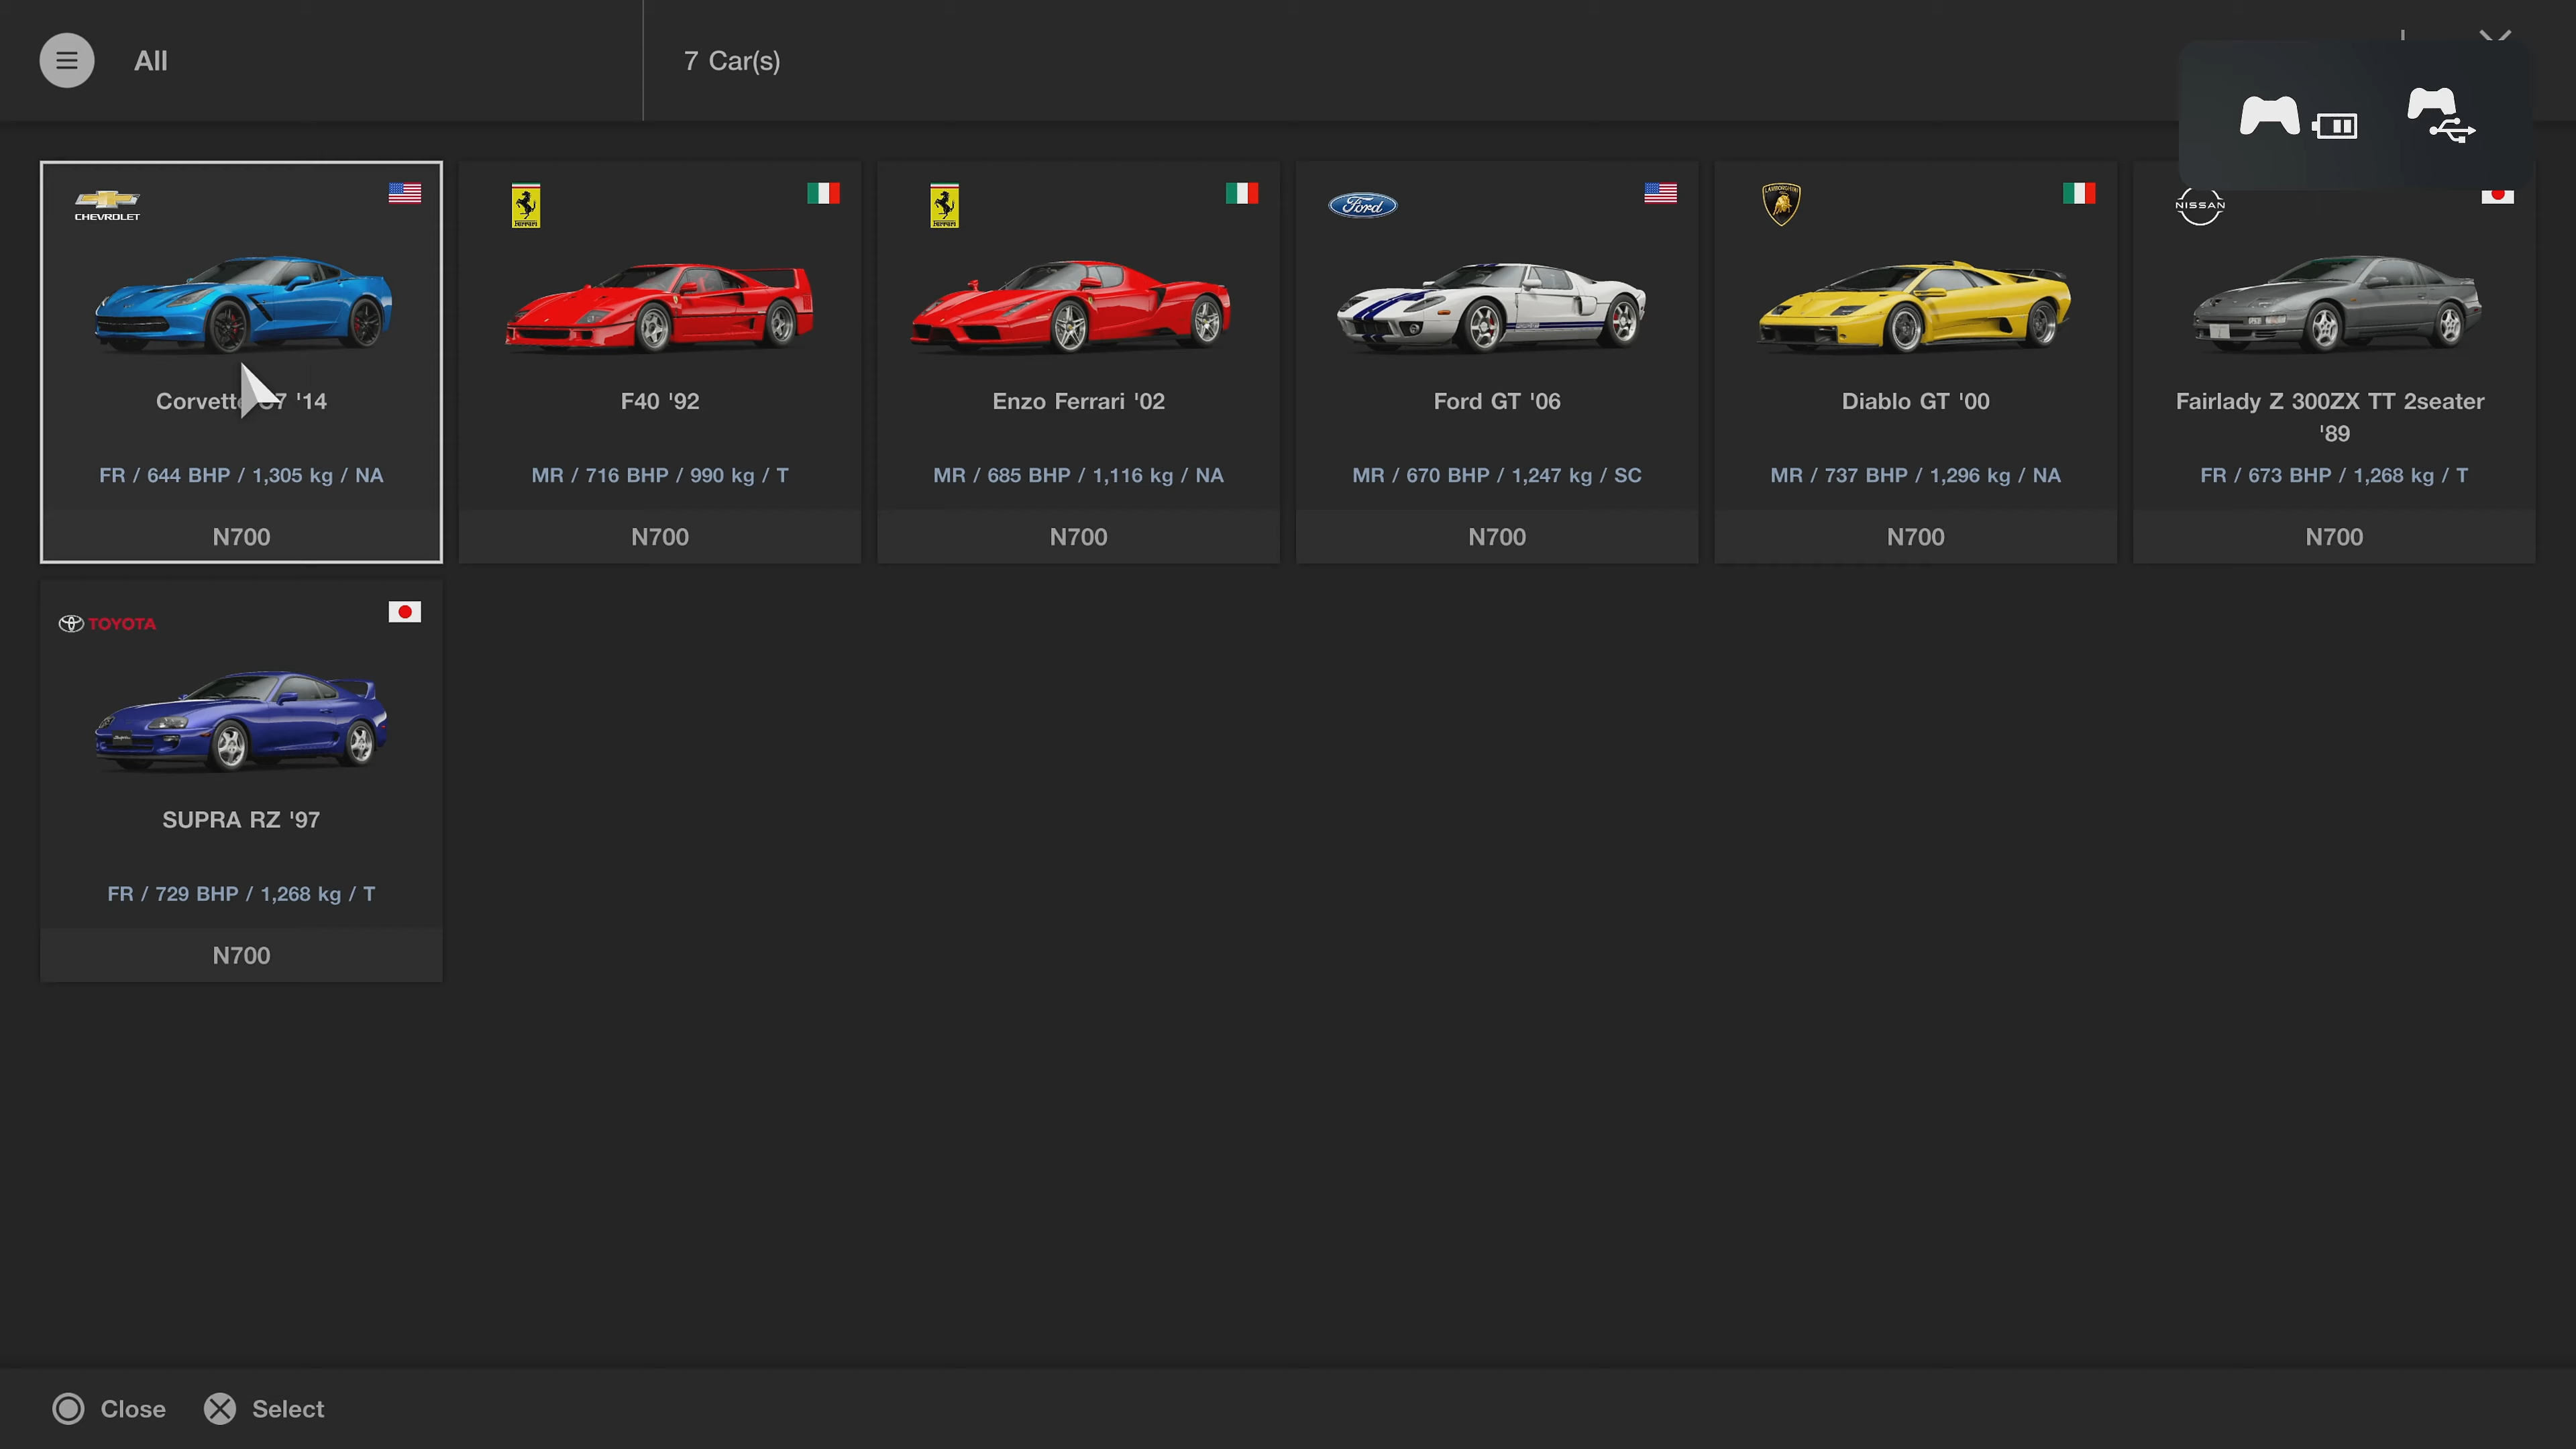 All
7 Car(s)
CHEVROLET
Corvette C7 '14
FR / 644 BHP / 1,305 kg / NA
N700
Ferrari
F40 '92
MR / 716 BHP / 990 kg / T
N700
Ferrari
Enzo Ferrari '02
MR / 685 BHP / 1,116 kg / NA
N700
Ford
Ford GT '06
MR / 670 BHP / 1,247 kg / SC
N700
LAMBORGHINI
Diablo GT '00
MR / 737 BHP / 1,296 kg / NA
N700
NISSAN
Fairlady Z 300ZX TT 2seater
'89
FR / 673 BHP / 1,268 kg / T
N700
TOYOTA
SUPRA RZ '97
FR / 729 BHP / 1,268 kg / T
N700
Close
Select